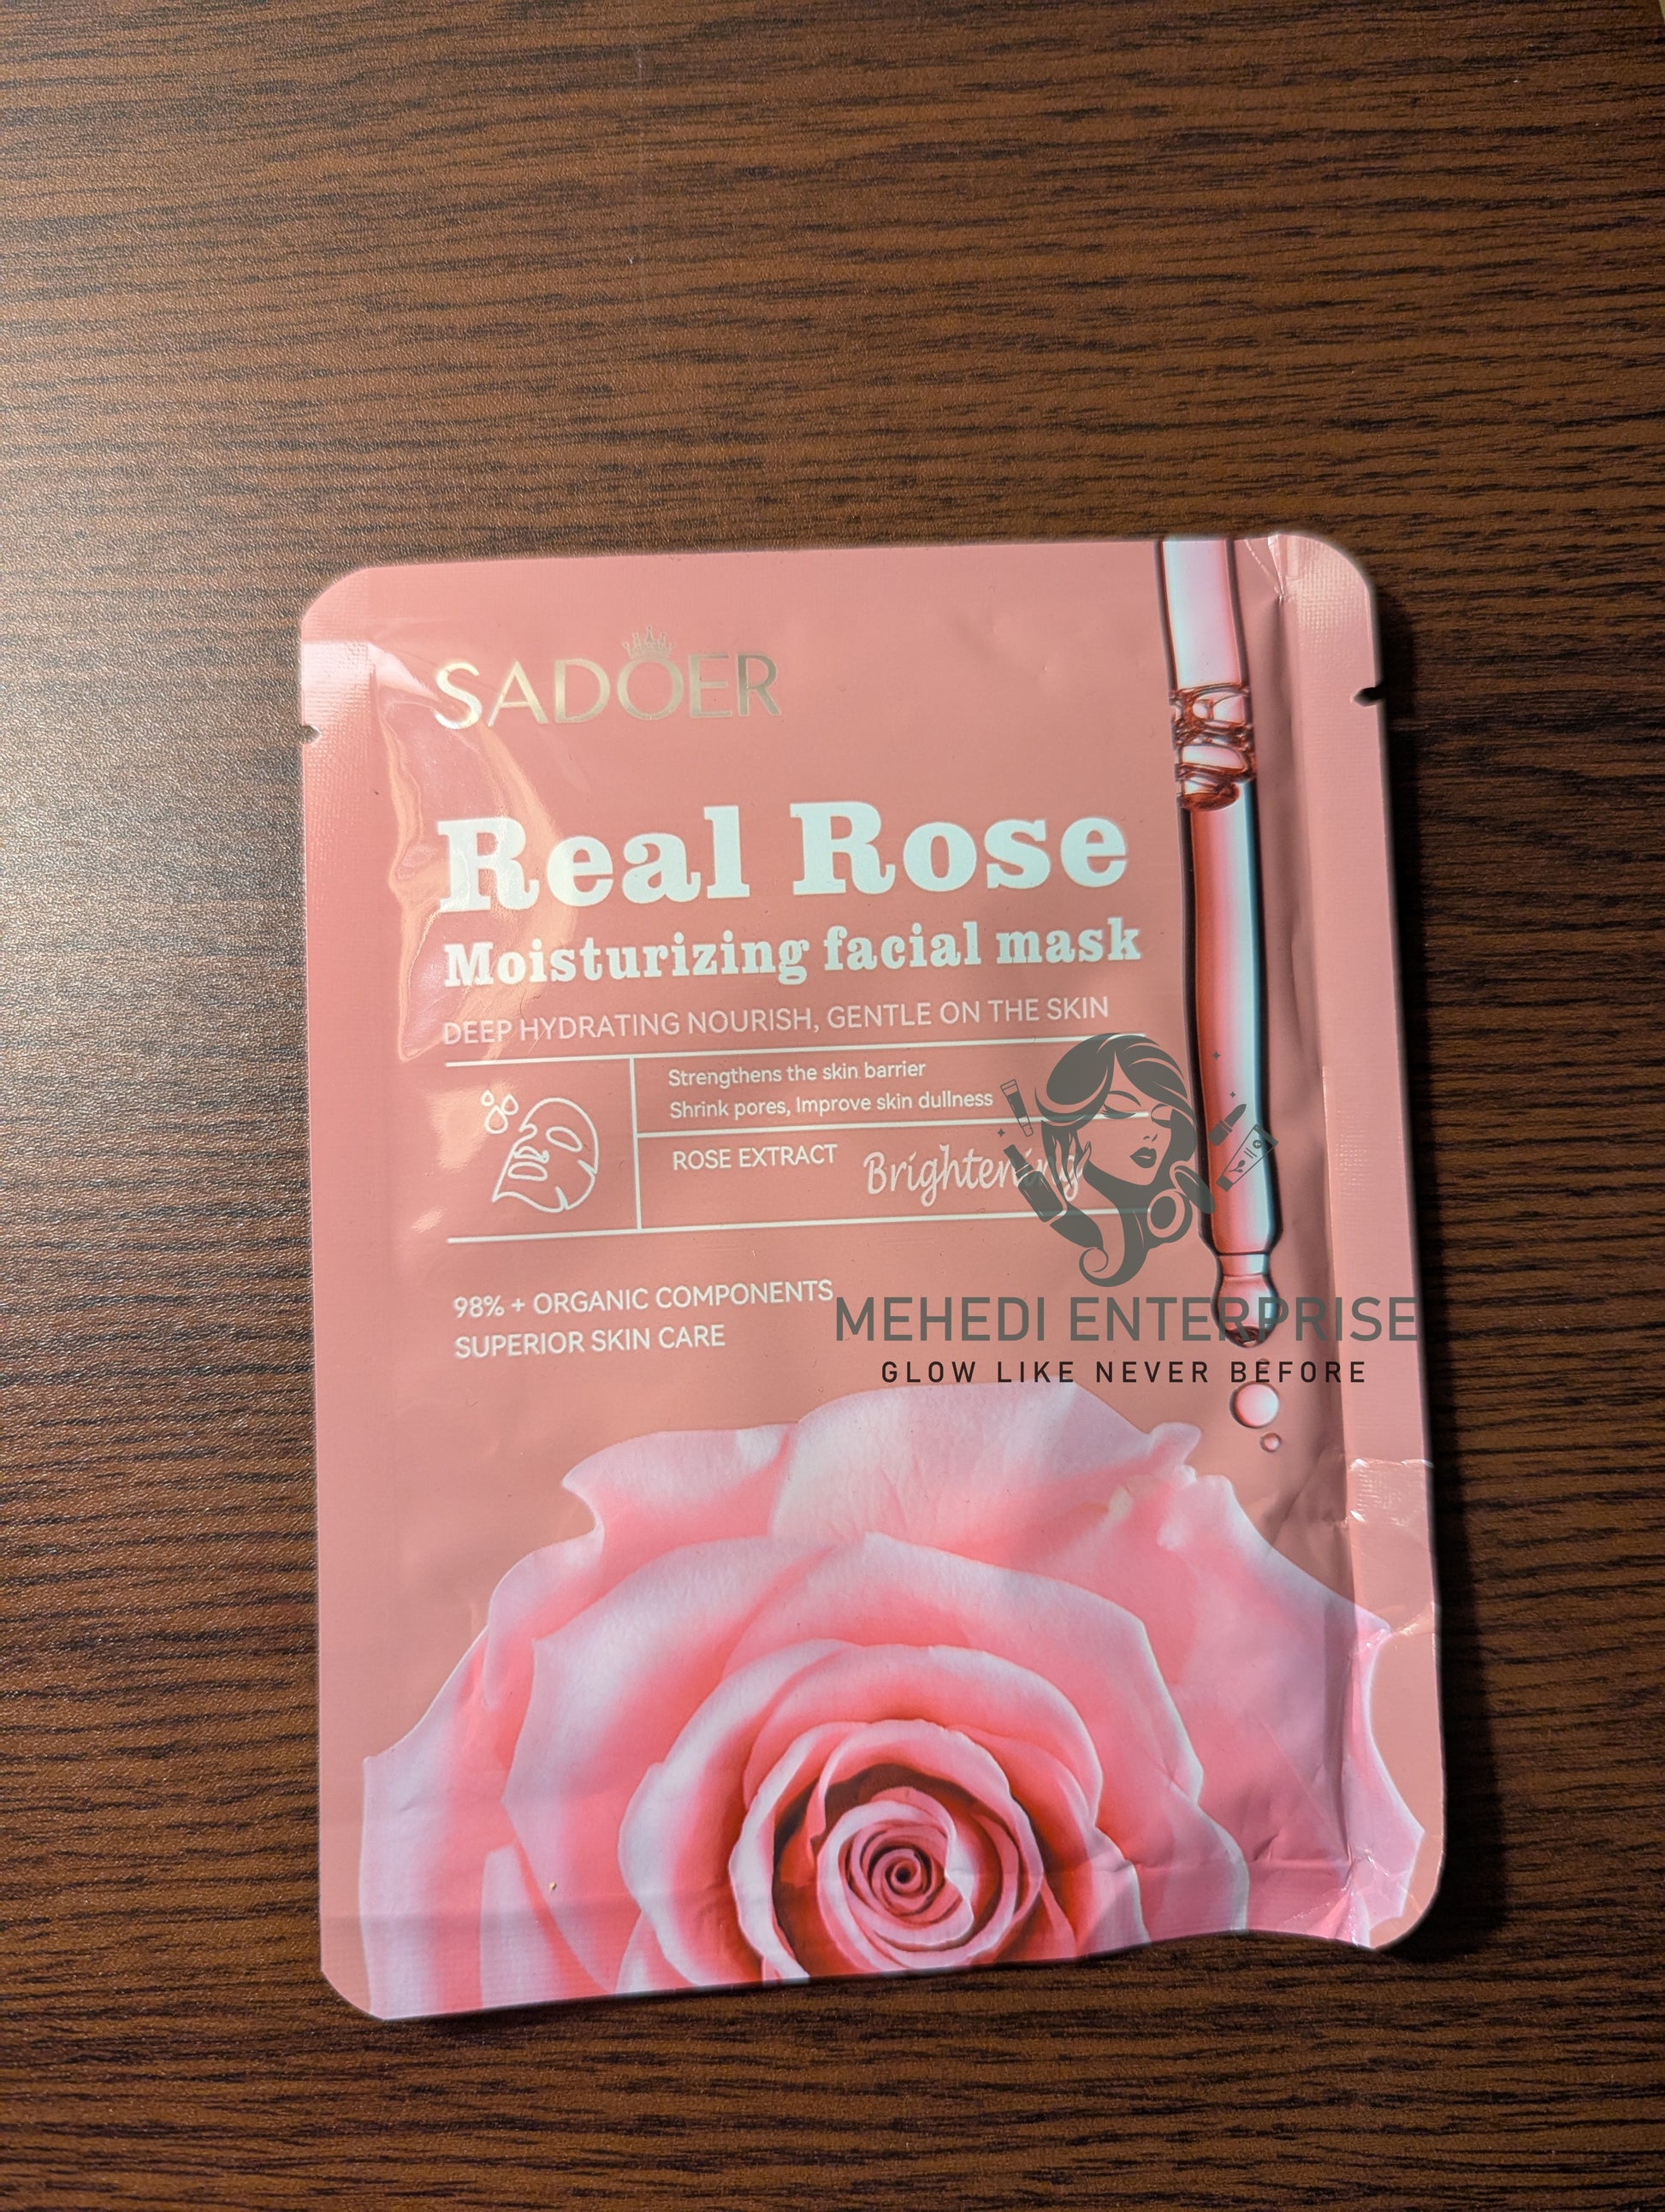 SADOER
Real Rose
Moisturizing facial mask
DEEP HYDRATING NOURISH, GENTLE ON THE SKIN
Strengthens the skin barrier
Shrink pores, Improve skin dullness
ROSE EXTRACT
Brightening
98% + ORGANIC COMPONENTS
SUPERIOR SKIN CARE
MEHEDI ENTERPRISE
GLOW LIKE NEVER BEFORE